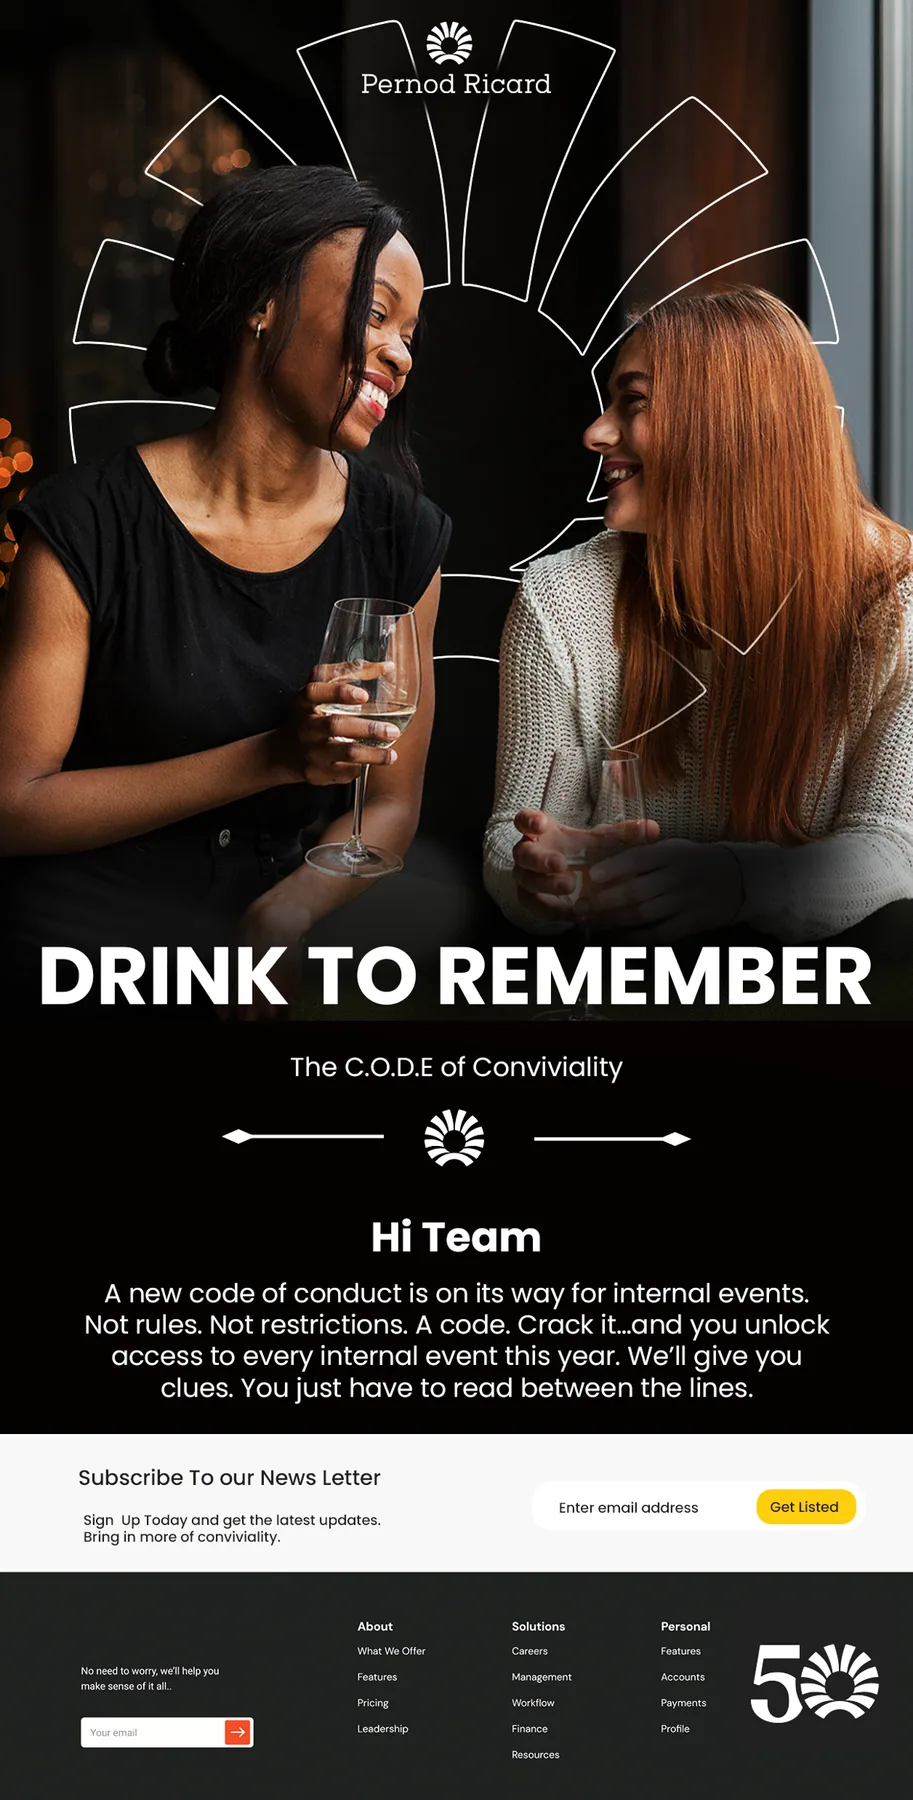 Pernod Ricard
DRINK TO REMEMBER
The C.O.D.E of Conviviality
Hi Team
A new code of conduct is on its way for internal events.
Not rules. Not restrictions. A code. Crack it...and you unlock
access to every internal event this year. We'll give you
clues. You just have to read between the lines.
Subscribe To our News Letter
Sign Up Today and get the latest updates.
Bring in more of conviviality.
Enter email address
Get Listed
No need to worry, we'll help you
make sense of it all..
Your email
About
What We Offer
Features
Pricing
Leadership
Solutions
Careers
Management
Workflow
Finance
Resources
Personal
Features
Accounts
Payments
Profile
50